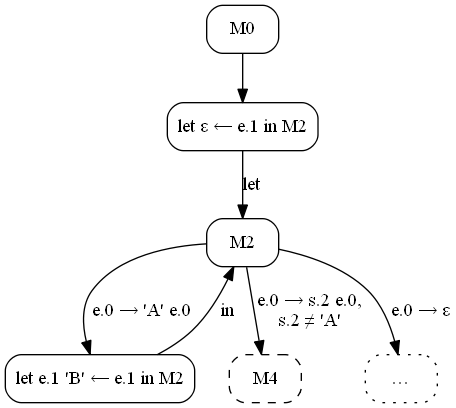 M0
let ε ← e.1 in M2
let
M2
e.0 → 'A' e.0
in
e.0 → s.2 e.0,
s.2 ≠ 'A'
e.0 → ε
let e.1 'B' ← e.1 in M2
M4
...